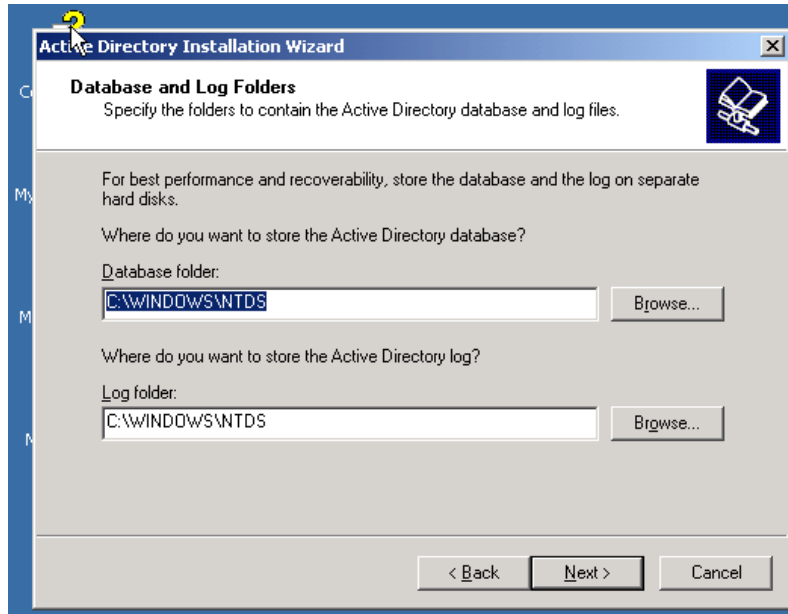 Active Directory Installation Wizard
Database and Log Folders
Specify the folders to contain the Active Directory database and log files.
For best performance and recoverability, store the database and the log on separate
hard disks.
Where do you want to store the Active Directory database?
Database folder:
C:\WINDOWS\NTDS
Browse...
Where do you want to store the Active Directory log?
Log folder:
C:\WINDOWS\NTDS
Browse...
< Back
Next >
Cancel